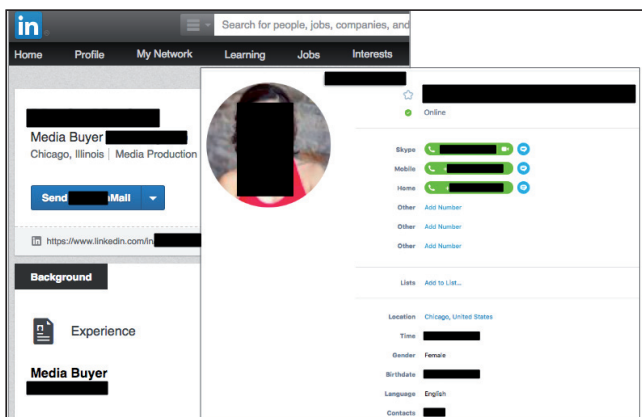 in
Search for people, jobs, companies, and
Home Profile My Network Learning Jobs Interests
Media Buyer
Chicago, Illinois | Media Production
Send Mail
https://www.linkedin.com/in
Background
Experience
Media Buyer
Online
Skype
Mobile
Home
Other Add Number
Other Add Number
Other Add Number
Lists Add to List...
Location Chicago, United States
Time
Gender Female
Birthdate
Language English
Contacts